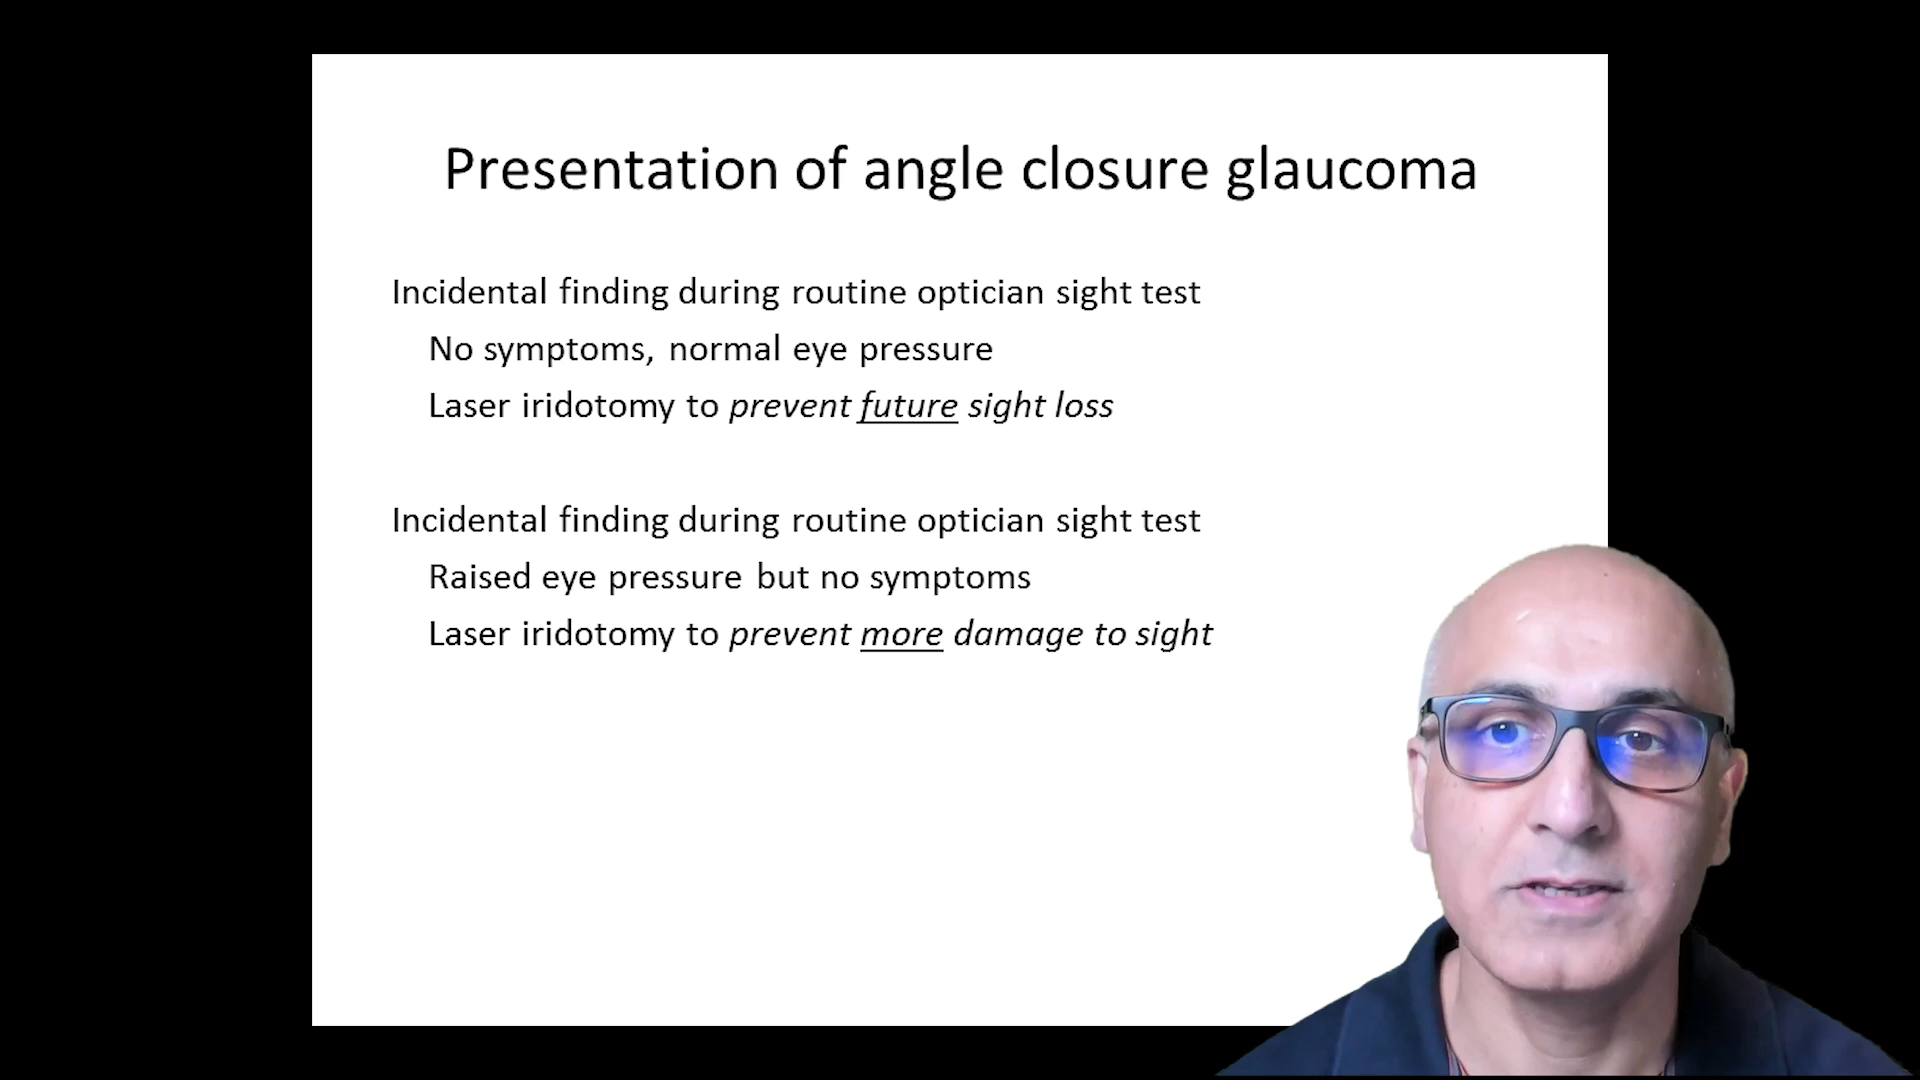 Presentation of angle closure glaucoma
Incidental finding during routine optician sight test
No symptoms, normal eye pressure
Laser iridotomy to prevent future sight loss
Incidental finding during routine optician sight test
Raised eye pressure but no symptoms
Laser iridotomy to prevent more damage to sight